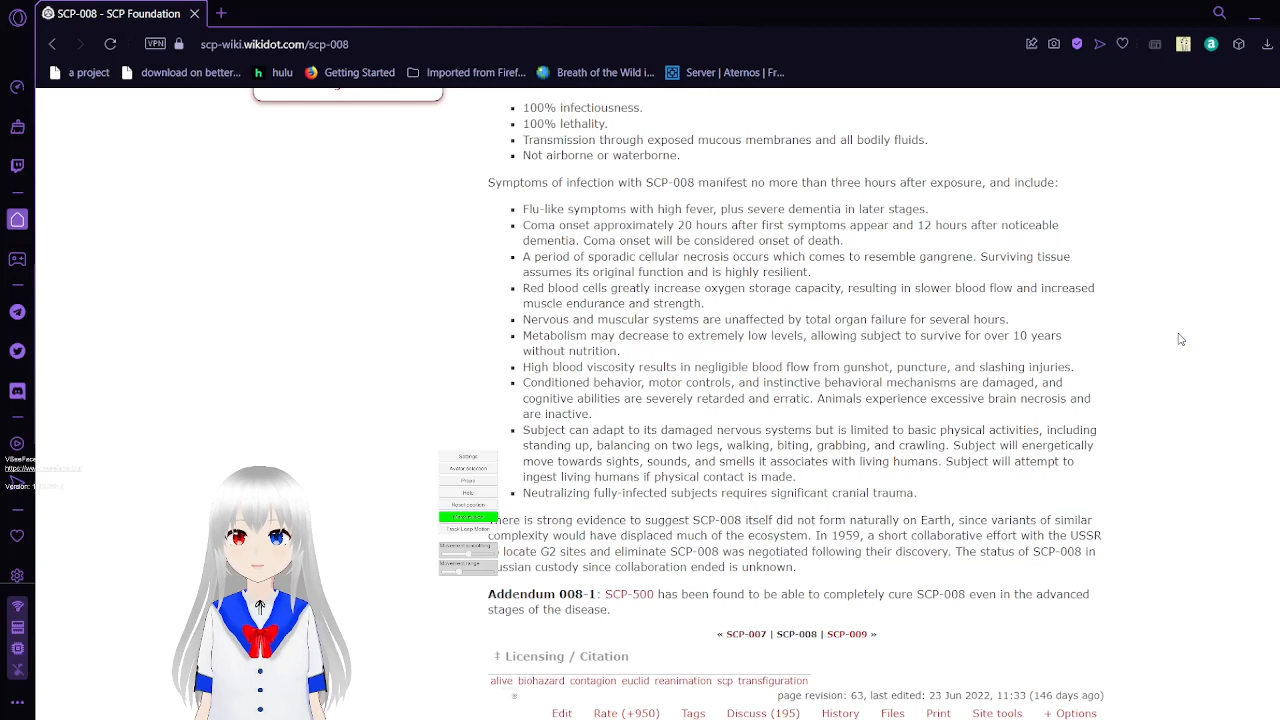 SCP-008 - SCP Foundation
VPN
scp-wiki.wikidot.com/scp-008
a project
download on better...
hulu
Getting Started
Imported from Firef...
Breath of the Wild i...
Server | Aternos | Fr...
100% infectiousness.
100% lethality.
Transmission through exposed mucous membranes and all bodily fluids.
Not airborne or waterborne.
Symptoms of infection with SCP-008 manifest no more than three hours after exposure, and include:
Flu-like symptoms with high fever, plus severe dementia in later stages.
Coma onset approximately 20 hours after first symptoms appear and 12 hours after noticeable
dementia. Coma onset will be considered onset of death.
A period of sporadic cellular necrosis occurs which comes to resemble gangrene. Surviving tissue
assumes its original function and is highly resilient.
Red blood cells greatly increase oxygen storage capacity, resulting in slower blood flow and increased
muscle endurance and strength.
Nervous and muscular systems are unaffected by total organ failure for several hours.
Metabolism may decrease to extremely low levels, allowing subject to survive for over 10 years
without nutrition.
High blood viscosity results in negligible blood flow from gunshot, puncture, and slashing injuries.
Conditioned behavior, motor controls, and instinctive behavioral mechanisms are damaged, and
cognitive abilities are severely retarded and erratic. Animals experience excessive brain necrosis and
are inactive.
Subject can adapt to its damaged nervous systems but is limited to basic physical activities, including
standing up, balancing on two legs, walking, biting, grabbing, and crawling. Subject will energetically
move towards sights, sounds, and smells it associates with living humans. Subject will attempt to
ingest living humans if physical contact is made.
Neutralizing fully-infected subjects requires significant cranial trauma.
here is strong evidence to suggest SCP-008 itself did not form naturally on Earth, since variants of similar
complexity would have displaced much of the ecosystem. In 1959, a short collaborative effort with the USSR
locate G2 sites and eliminate SCP-008 was negotiated following their discovery. The status of SCP-008 in
ussian custody since collaboration ended is unknown.
Addendum 008-1: SCP-500 has been found to be able to completely cure SCP-008 even in the advanced
stages of the disease.
« SCP-007 | SCP-008 | SCP-009 »
‡ Licensing / Citation
alive biohazard contagion euclid reanimation scp transfiguration
page revision: 63, last edited: 23 Jun 2022, 11:33 (146 days ago)
Edit Rate (+950) Tags Discuss (195) History Files Print Site tools + Options
VSeeFace
Version: 1
Settings
Avatar selection
Help
Reset position
Track Leap Motion
Movement smoothing
Movement range